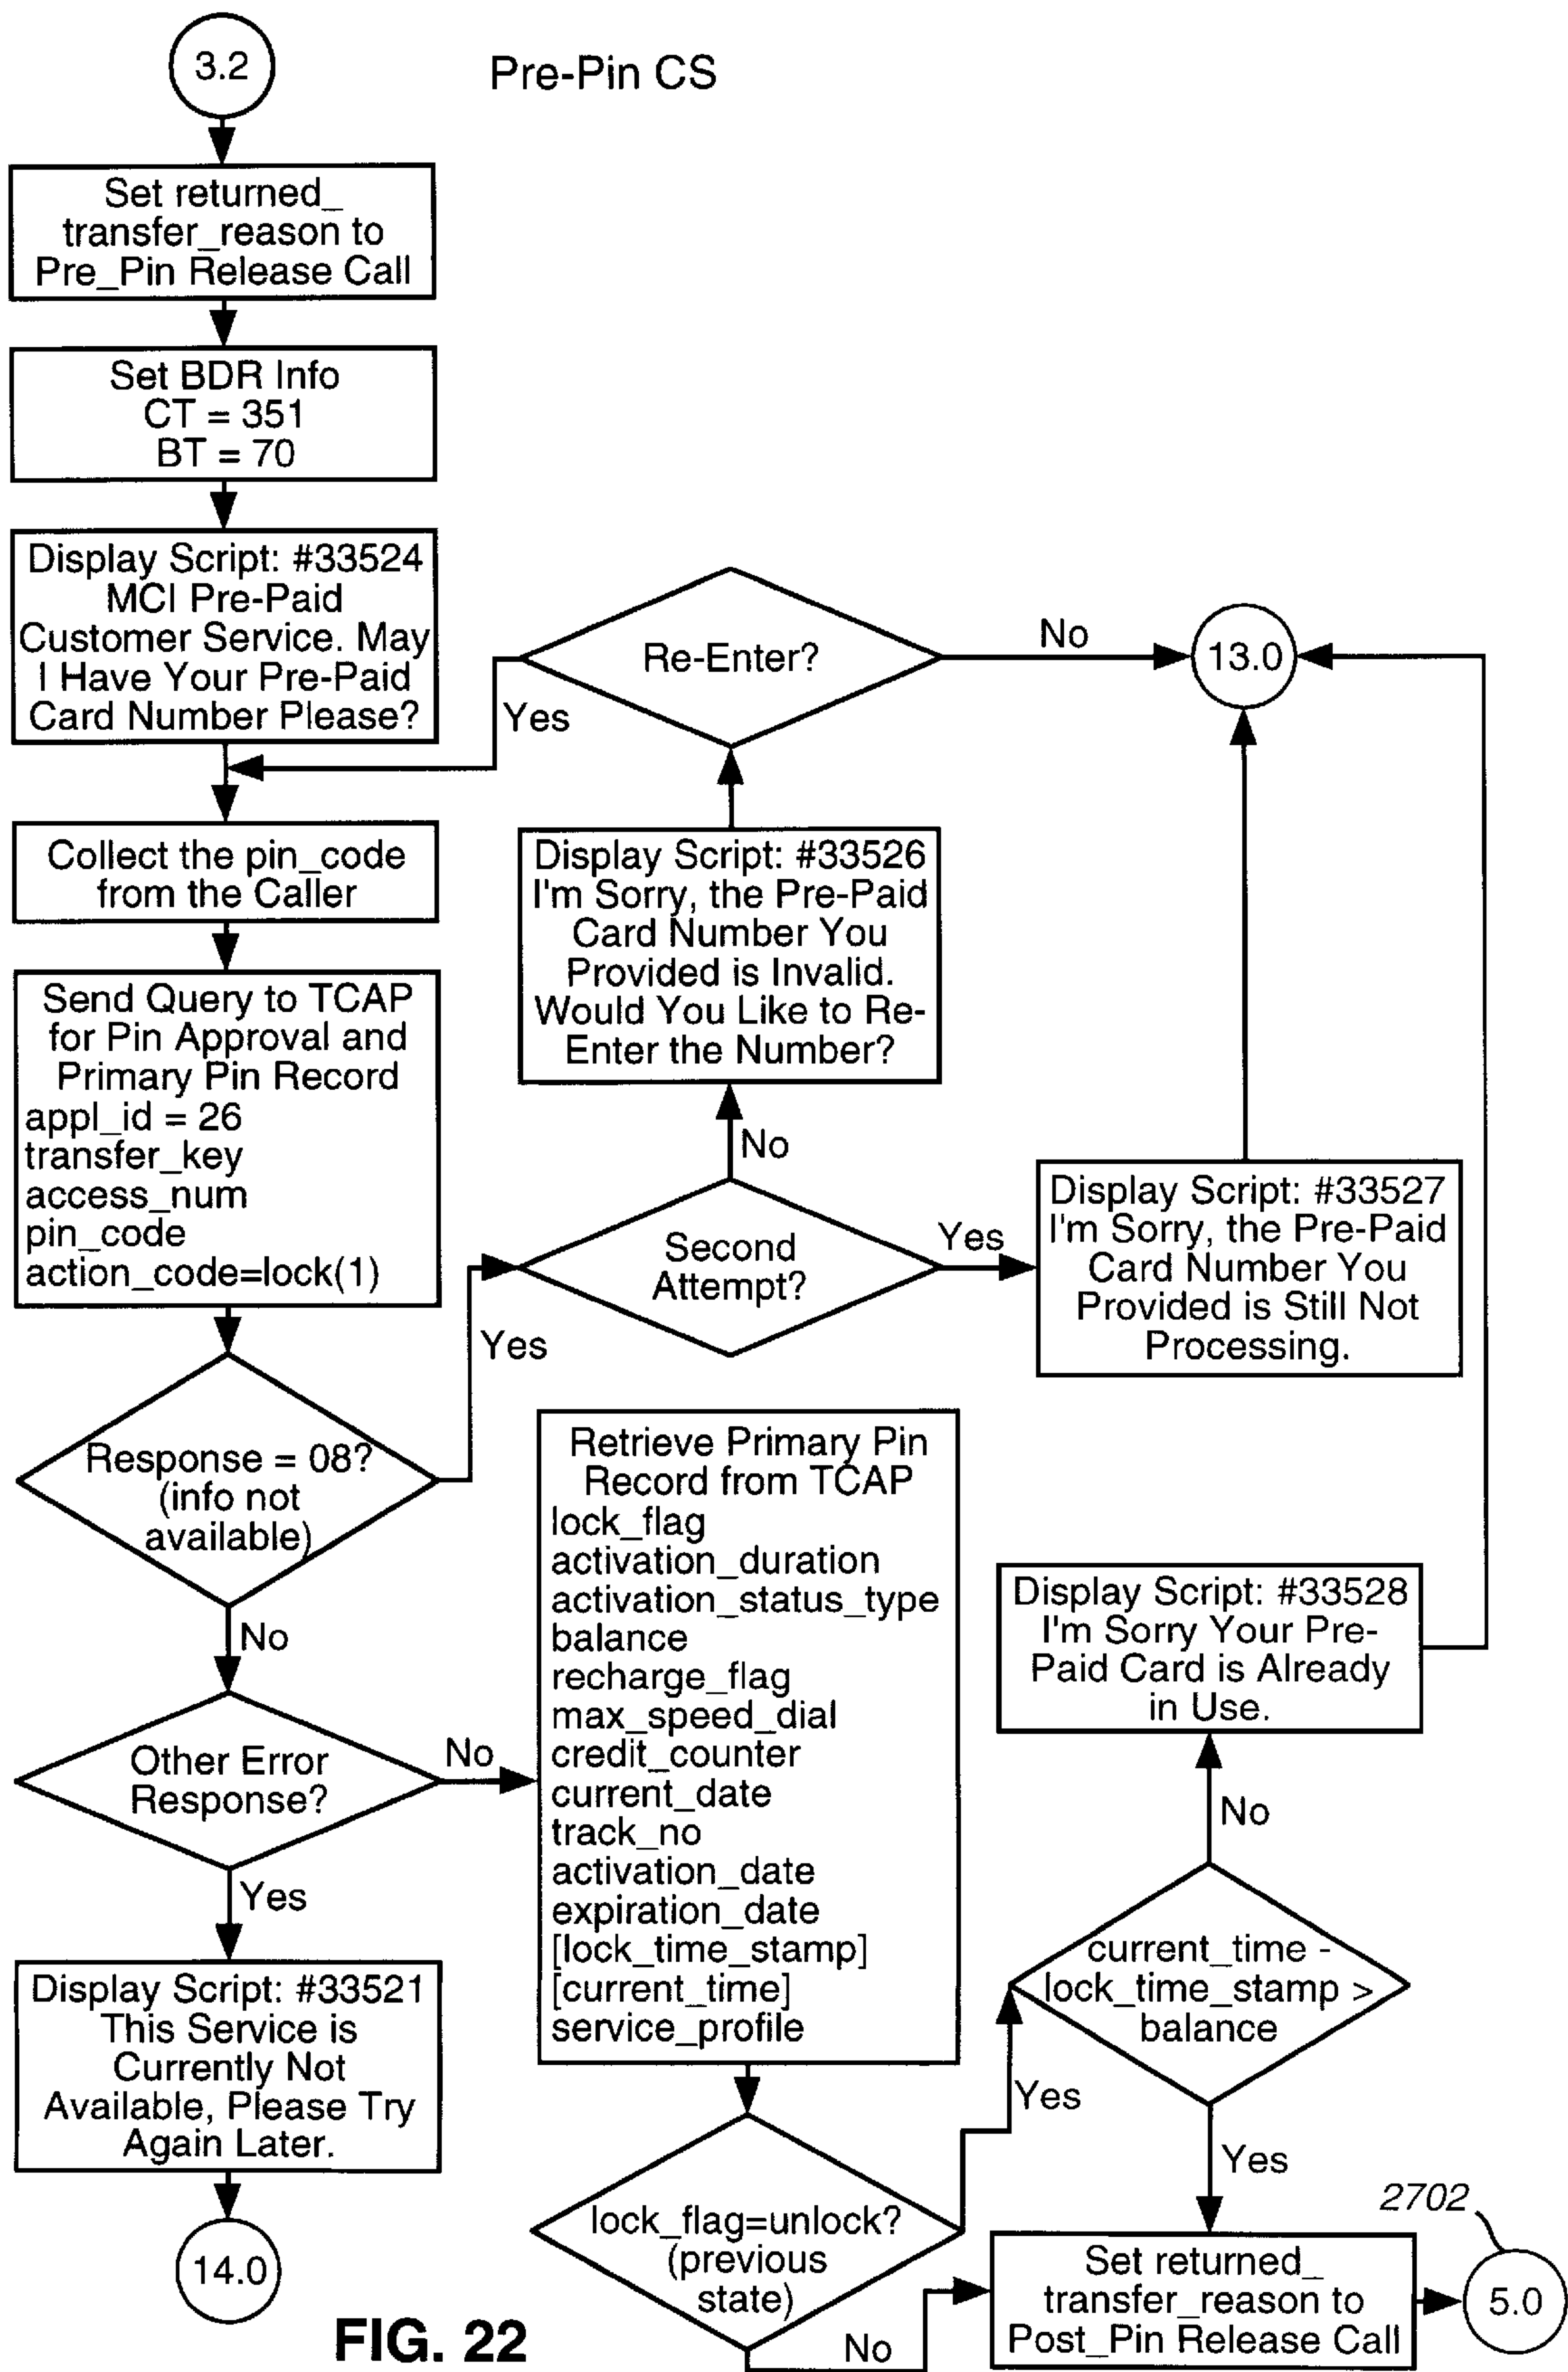 3.2
Pre-Pin CS
Set returned_
transfer_reason to
Pre_Pin Release Call
Set BDR Info
CT = 351
BT = 70
Display Script: #33524
MCI Pre-Paid
Customer Service. May
I Have Your Pre-Paid
Card Number Please?
Re-Enter?
No
13.0
Yes
Collect the pin_code
from the Caller
Display Script: #33526
I'm Sorry, the Pre-Paid
Card Number You
Provided is Invalid.
Would You Like to Re-
Enter the Number?
Send Query to TCAP
for Pin Approval and
Primary Pin Record
appl_id = 26
transfer_key
access_num
pin_code
action_code=lock(1)
No
Second
Attempt?
Yes
Display Script: #33527
I'm Sorry, the Pre-Paid
Card Number You
Provided is Still Not
Processing.
Yes
Response = 08?
(info not
available)
No
Other Error
Response?
No
Yes
Retrieve Primary Pin
Record from TCAP
lock_flag
activation_duration
activation_status_type
balance
recharge_flag
max_speed_dial
credit_counter
current_date
track_no
activation_date
expiration_date
[lock_time_stamp]
[current_time]
service_profile
Display Script: #33528
I'm Sorry Your Pre-
Paid Card is Already
in Use.
No
current_time -
lock_time_stamp >
balance
Yes
Yes
Display Script: #33521
This Service is
Currently Not
Available, Please Try
Again Later.
14.0
lock_flag=unlock?
(previous
state)
No
Set returned_
transfer_reason to
Post_Pin Release Call
2702
5.0
FIG. 22